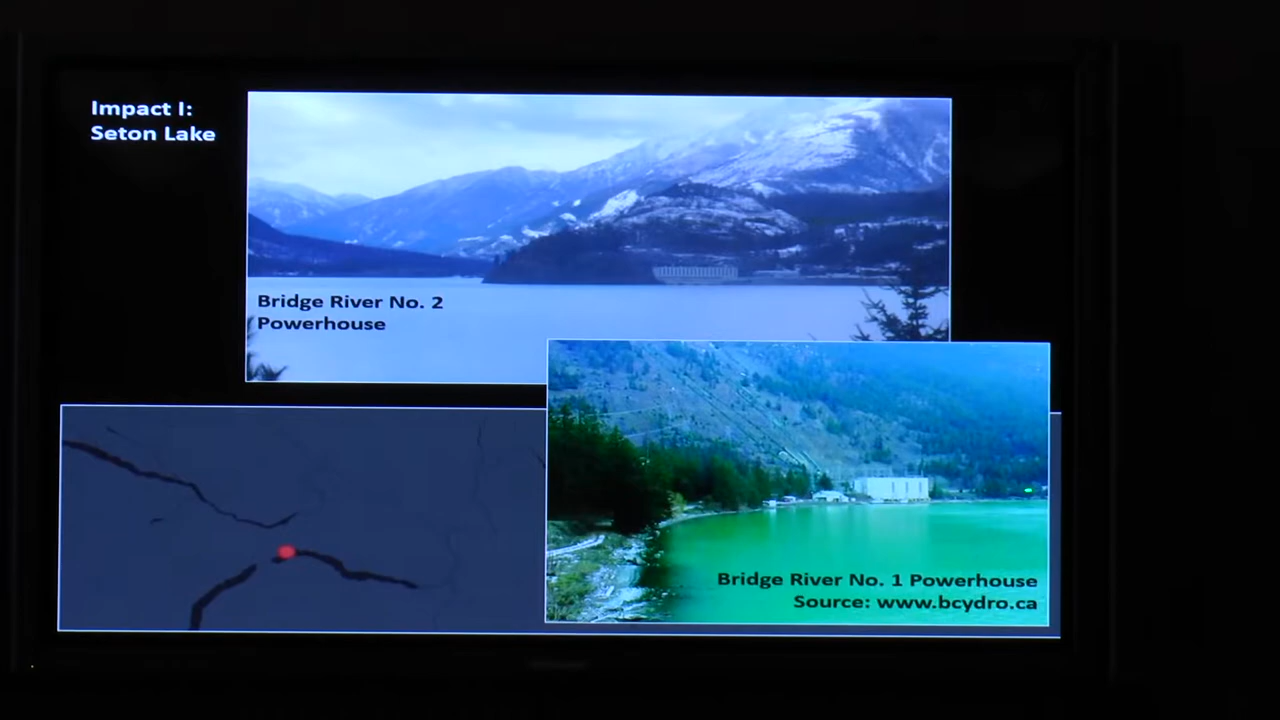 Impact I:
Seton Lake
Bridge River No. 2
Powerhouse
Bridge River No. 1 Powerhouse
Source: www.bcydro.ca